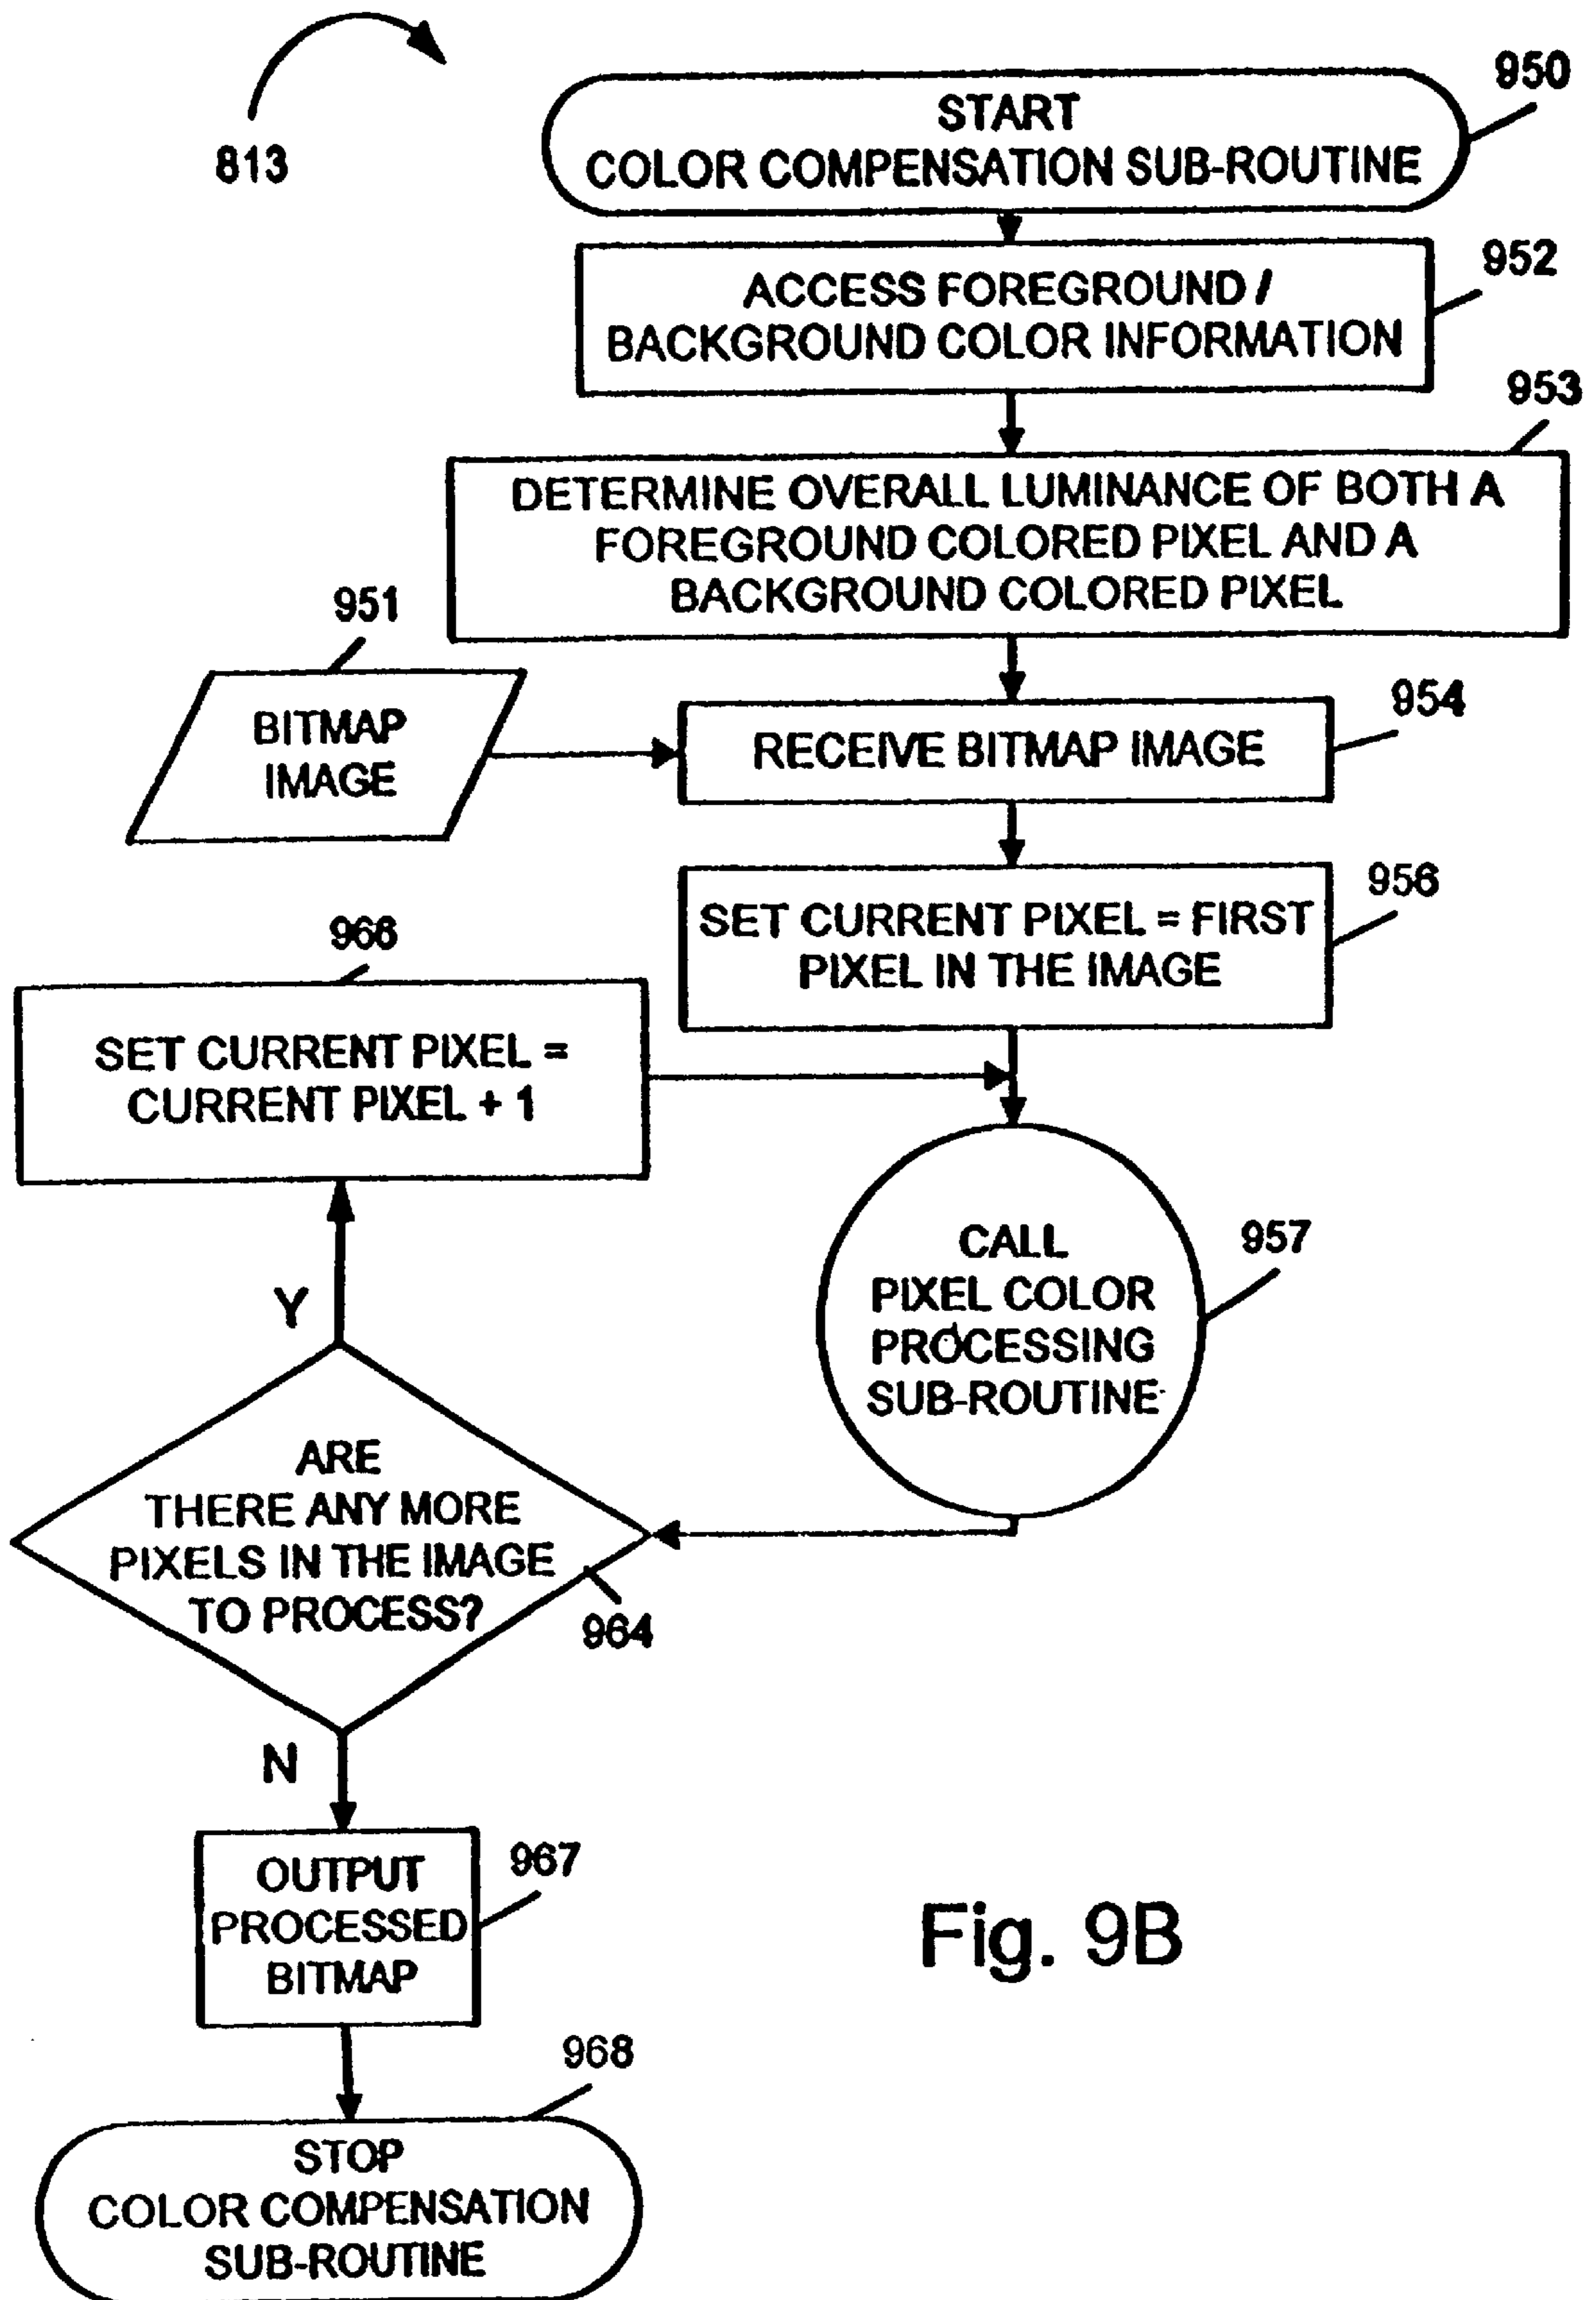 813
950
START
COLOR COMPENSATION SUB-ROUTINE
952
ACCESS FOREGROUND /
BACKGROUND COLOR INFORMATION
953
DETERMINE OVERALL LUMINANCE OF BOTH A
FOREGROUND COLORED PIXEL AND A
BACKGROUND COLORED PIXEL
951
BITMAP
IMAGE
954
RECEIVE BITMAP IMAGE
956
SET CURRENT PIXEL = FIRST
PIXEL IN THE IMAGE
966
SET CURRENT PIXEL =
CURRENT PIXEL + 1
957
CALL
PIXEL COLOR
PROCESSING
SUB-ROUTINE
Y
ARE
THERE ANY MORE
PIXELS IN THE IMAGE
TO PROCESS?
964
N
967
OUTPUT
PROCESSED
BITMAP
Fig. 9B
968
STOP
COLOR COMPENSATION
SUB-ROUTINE